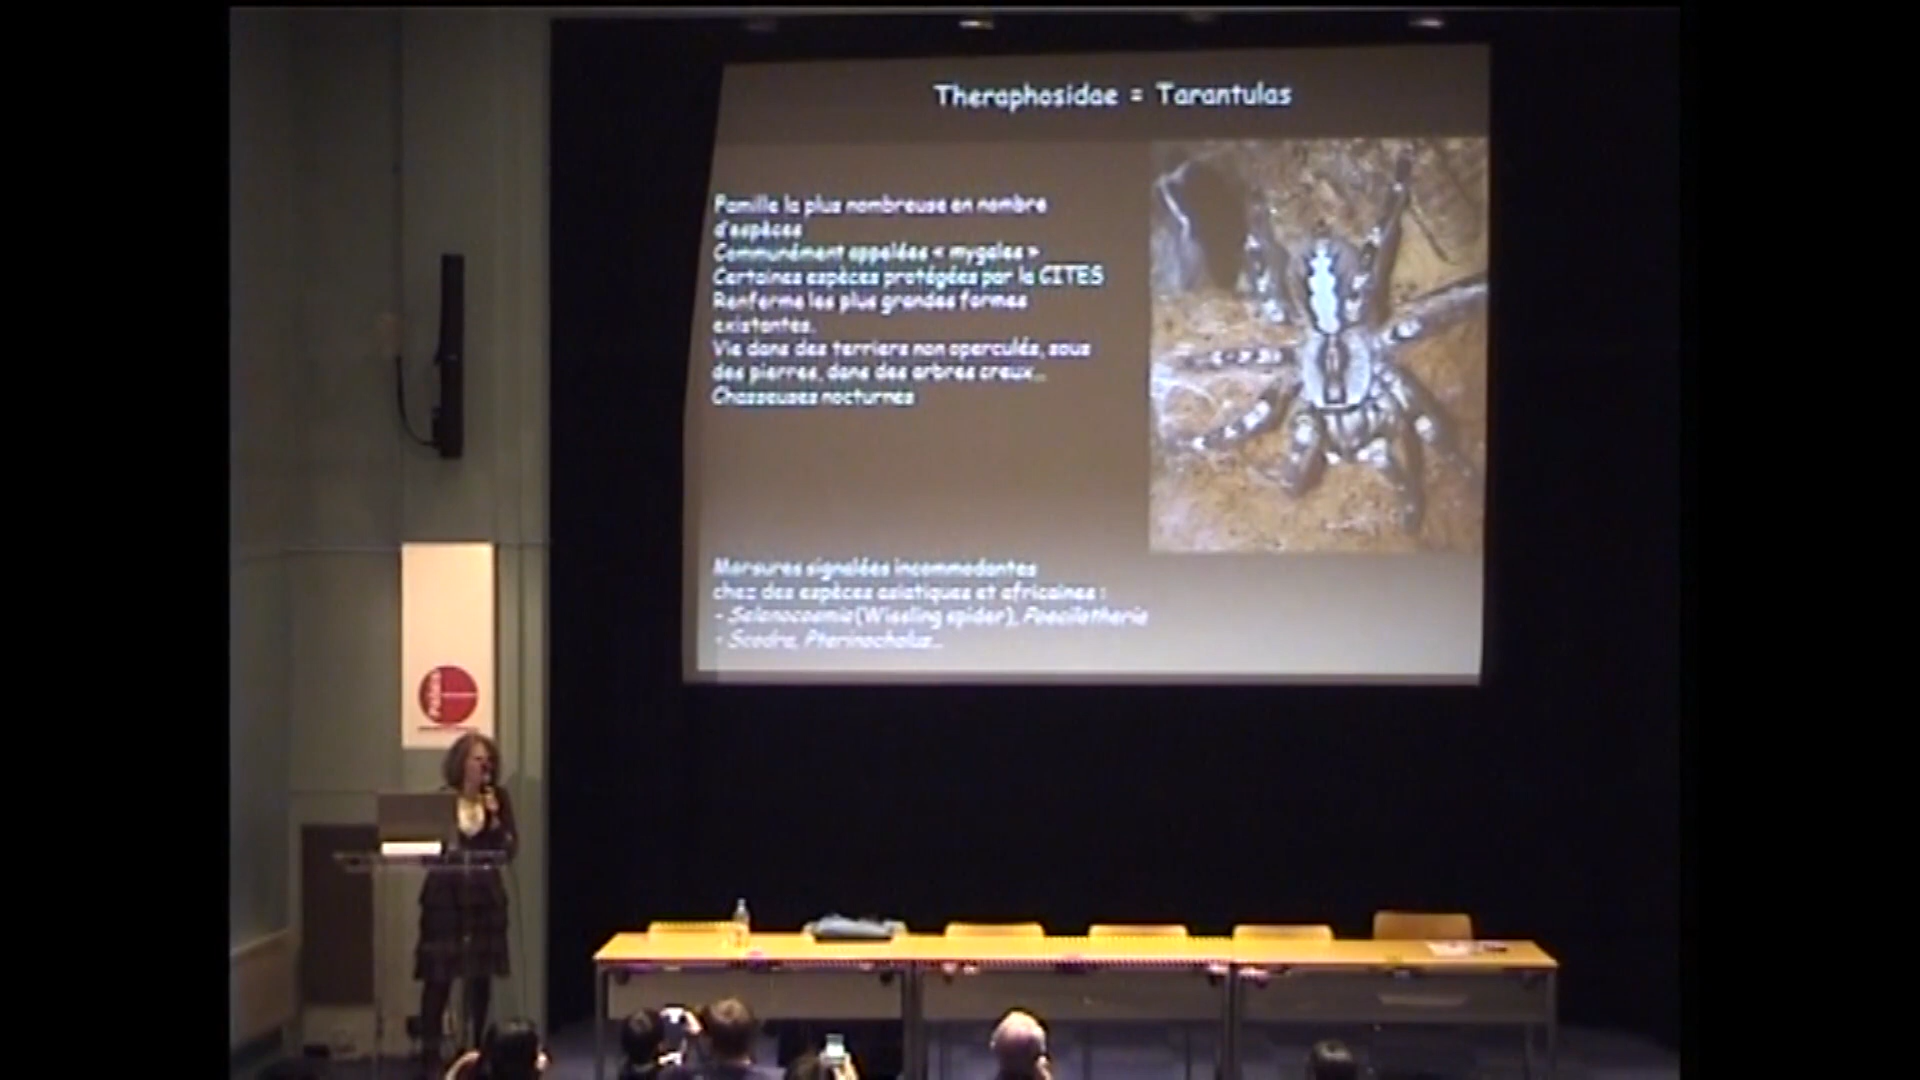 Theraphosidae = Tarantulas
Famille la plus nombreuse en nombre
d'espèces
Communément appelées « mygales »
Certaines espèces protégées par la CITES
Renferme les plus grandes formes
existantes.
Vie dans des terriers non operculés, sous
des pierres, dans des arbres creux...
Chasseuses nocturnes
Morsures signalées incommodantes
chez des espèces asiatiques et africaines :
- Selenocosmia (Wissling spider), Poecilotheria
- Scodra, Pterinocholus...